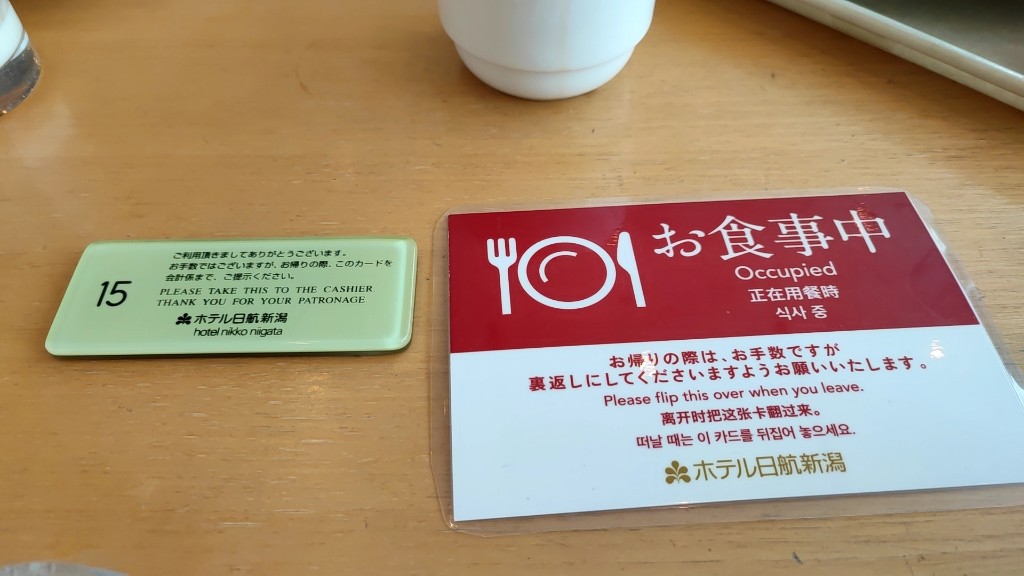 ご利用頂きましてありがとうございます。
お手数ではございますが、お帰りの際、このカードを
会計係まで、ご提示ください。
15
PLEASE TAKE THIS TO THE CASHIER.
THANK YOU FOR YOUR PATRONAGE
ホテル日航新潟
hotel nikko niigata
お食事中
Occupied
正在用餐時
식사 중
お帰りの際は、お手数ですが
裏返しにしてくださいますようお願いいたします。
Please flip this over when you leave.
离开时把这张卡翻过来。
떠날 때는 이 카드를 뒤집어 놓으세요.
ホテル日航新潟